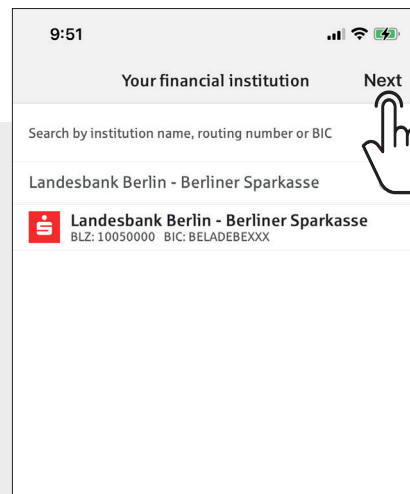 9:51
Your financial institution Next
Search by institution name, routing number or BIC
Landesbank Berlin - Berliner Sparkasse
Landesbank Berlin - Berliner Sparkasse
BLZ: 10050000 BIC: BELADEBEXXX